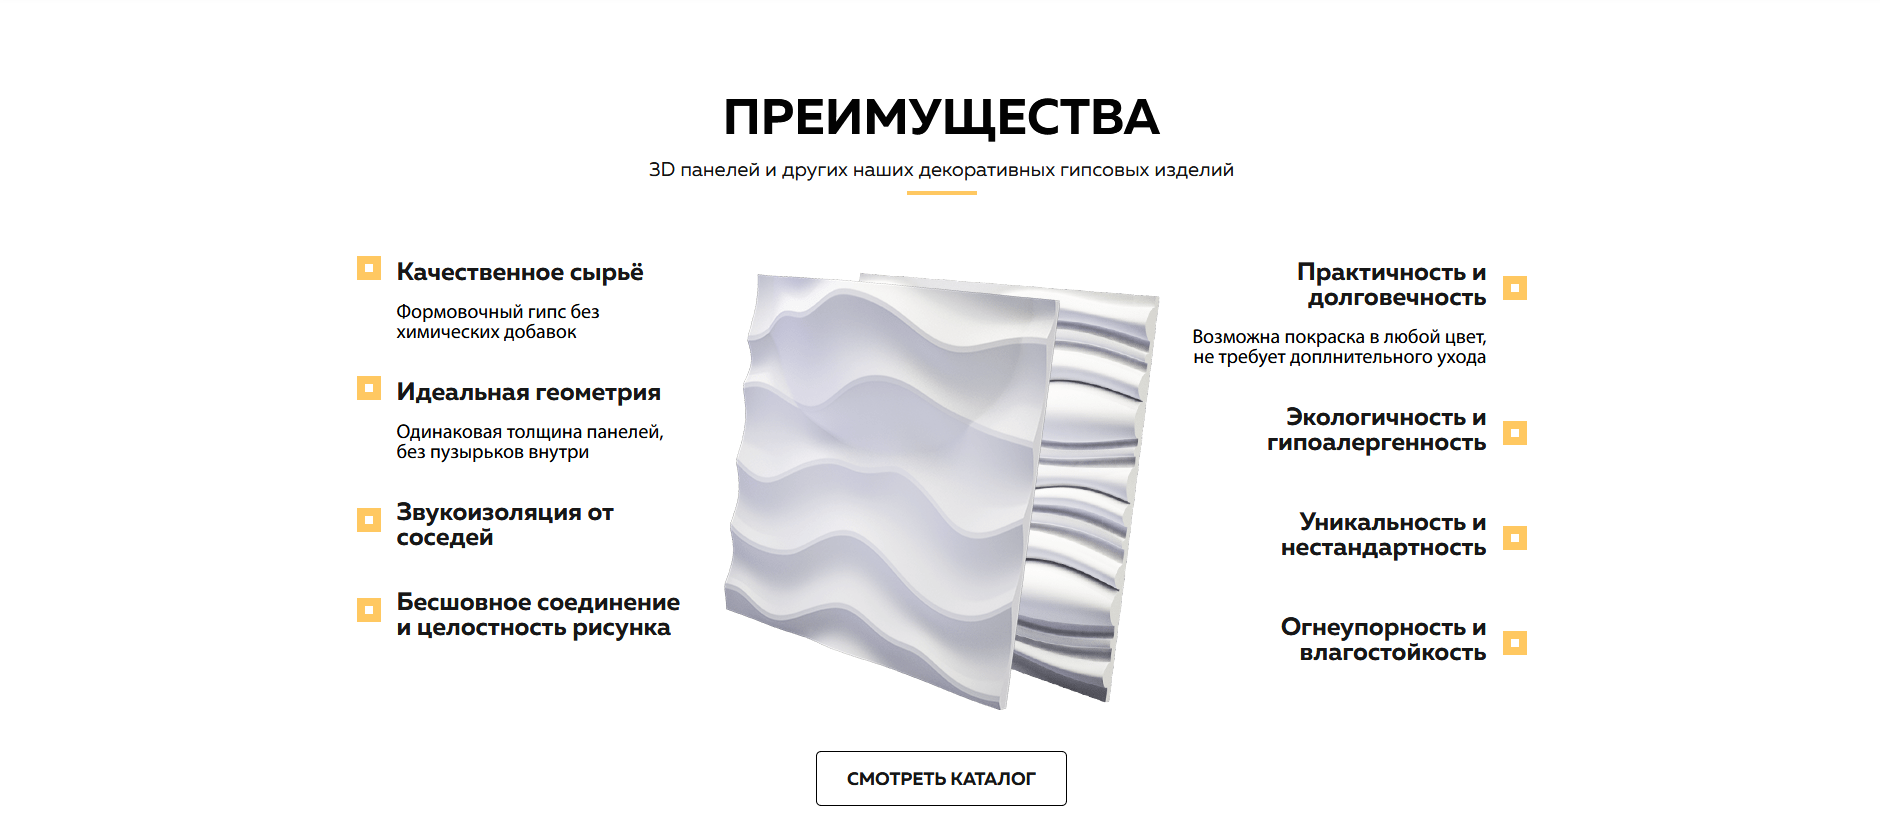 ПРЕИМУЩЕСТВА
3D панелей и других наших декоративных гипсовых изделий
Качественное сырьё
Формовочный гипс без
химических добавок
Идеальная геометрия
Одинаковая толщина панелей,
без пузырьков внутри
Звукоизоляция от
соседей
Бесшовное соединение
и целостность рисунка
Практичность и
долговечность
Возможна покраска в любой цвет,
не требует доплнительного ухода
Экологичность и
гипоалергенность
Уникальность и
нестандартность
Огнеупорность и
влагостойкость
СМОТРЕТЬ КАТАЛОГ